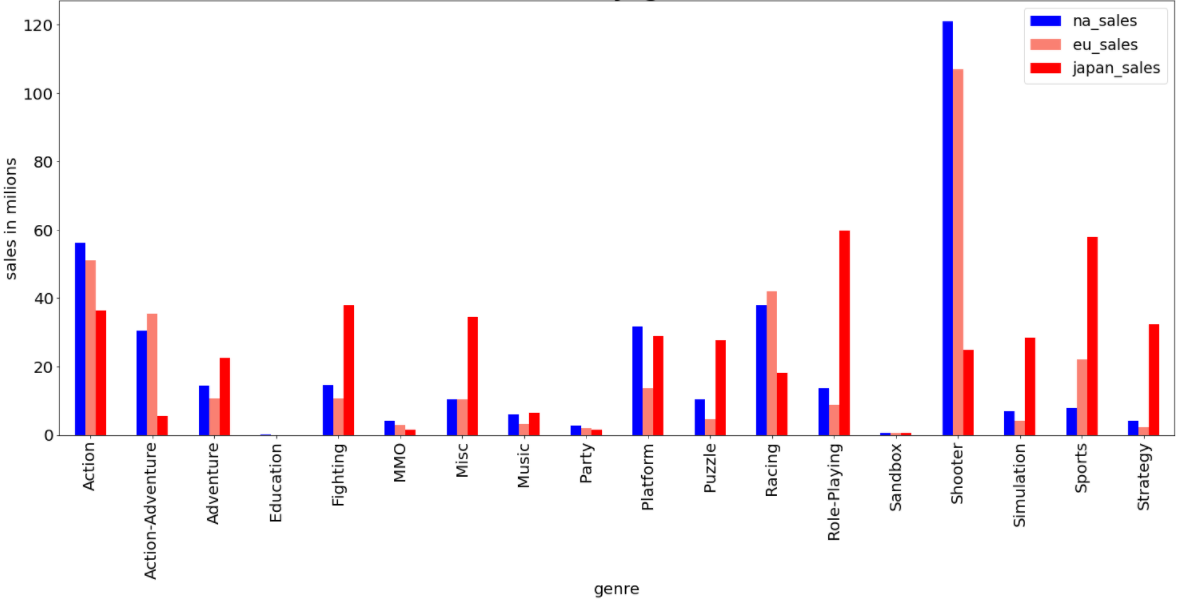 na_sales
eu_sales
japan_sales
120
100
80
60
40
20
0
sales in milions
Action
Action-Adventure
Adventure
Education
Fighting
MMO
Misc
Music
Party
Platform
Puzzle
Racing
Role-Playing
Sandbox
Shooter
Simulation
Sports
Strategy
genre